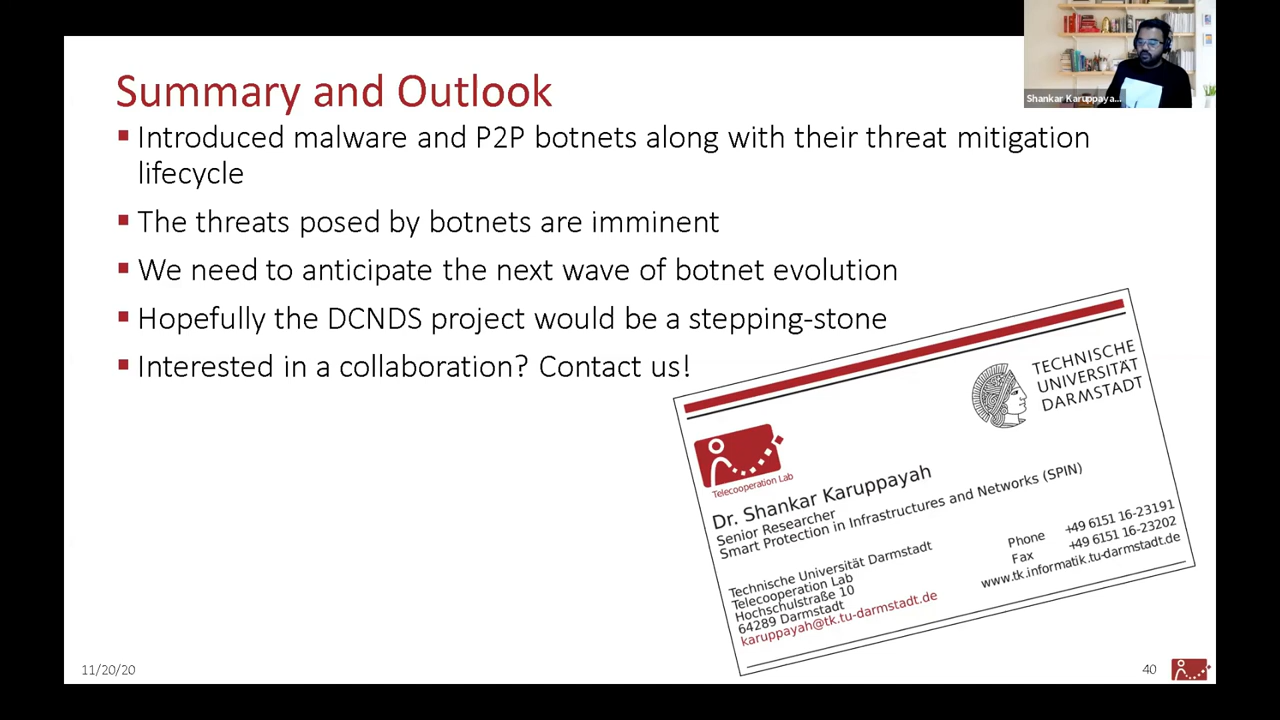 Shankar Karuppaya...
Summary and Outlook
Introduced malware and P2P botnets along with their threat mitigation
lifecycle
The threats posed by botnets are imminent
We need to anticipate the next wave of botnet evolution
Hopefully the DCNDS project would be a stepping-stone
Interested in a collaboration? Contact us!
TECHNISCHE
UNIVERSITÄT
DARMSTADT
Telecooperation Lab
Dr. Shankar Karuppayah
Senior Researcher
Smart Protection in Infrastructures and Networks (SPIN)
Technische Universität Darmstadt
Telecooperation Lab
Hochschulstraße 10
64289 Darmstadt
karuppayah@tk.tu-darmstadt.de
Phone +49 6151 16-23191
Fax +49 6151 16-23202
www.tk.informatik.tu-darmstadt.de
11/20/20
40